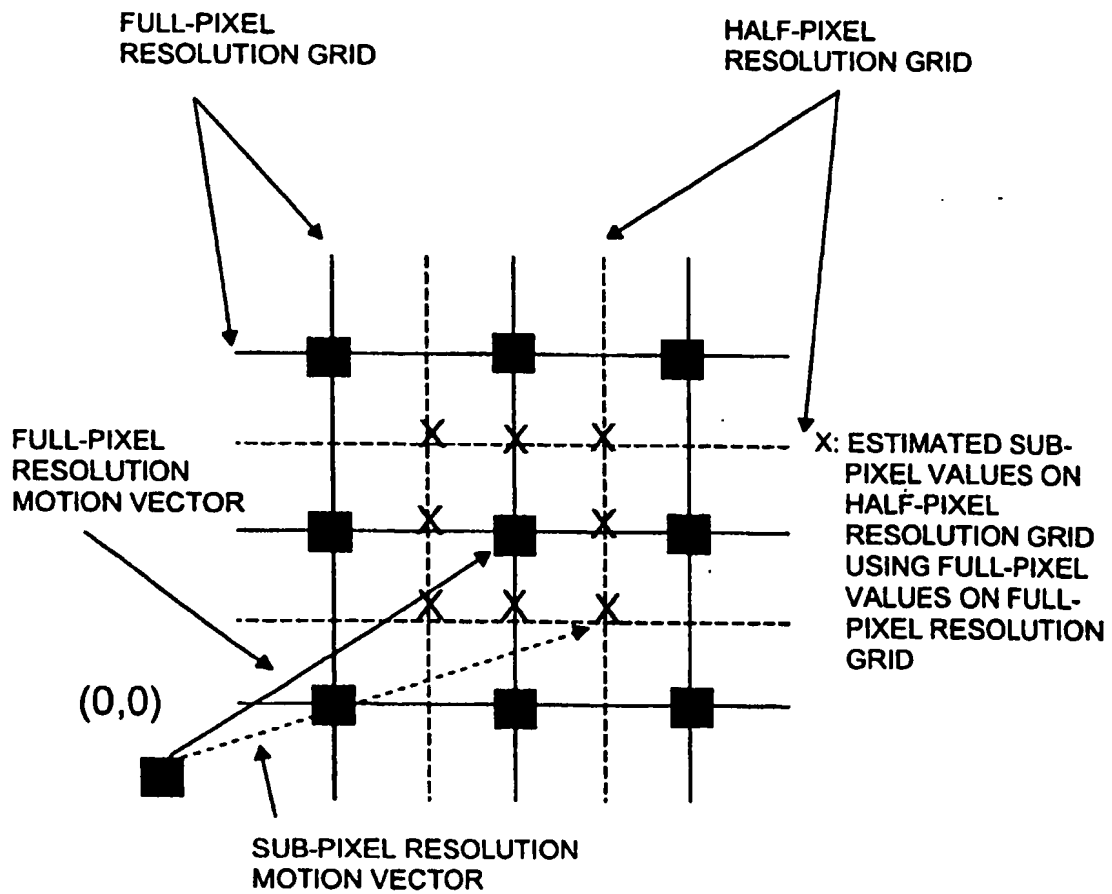 FULL-PIXEL
RESOLUTION GRID
HALF-PIXEL
RESOLUTION GRID
X X X
FULL-PIXEL
RESOLUTION
MOTION VECTOR
X: ESTIMATED SUB-
PIXEL VALUES ON
HALF-PIXEL
RESOLUTION GRID
USING FULL-PIXEL
VALUES ON FULL-
PIXEL RESOLUTION
GRID
X X
X X X
(0,0)
SUB-PIXEL RESOLUTION
MOTION VECTOR